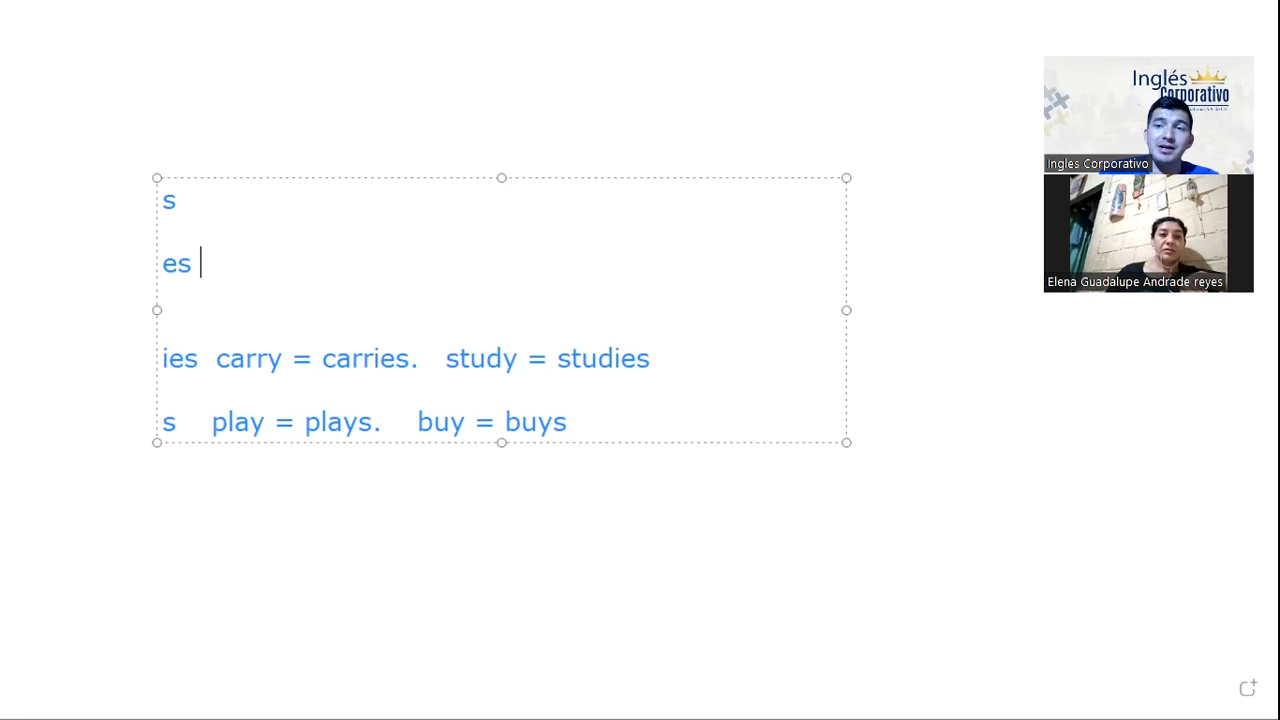 s
es
ies carry = carries. study = studies
s play = plays. buy = buys
Inglés
Corporativo
Ingles Corporativo
Elena Guadalupe Andrade reyes